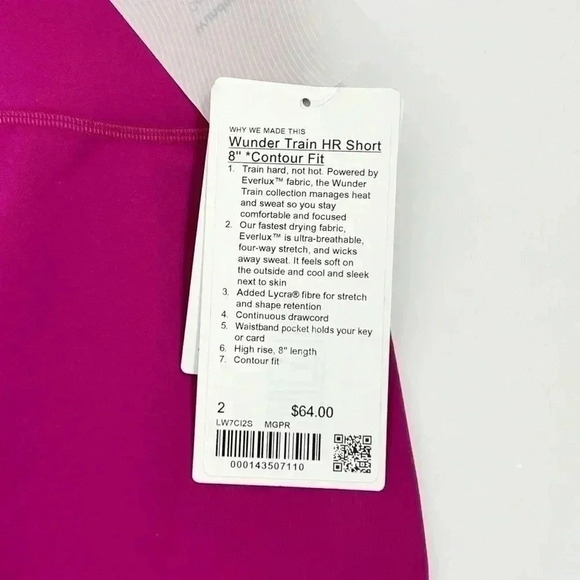 WHY WE MADE THIS
Wunder Train HR Short
8" *Contour Fit
1. Train hard, not hot. Powered by
Everlux™ fabric, the Wunder
Train collection manages heat
and sweat so you stay
comfortable and focused
2. Our fastest drying fabric,
Everlux™ is ultra-breathable,
four-way stretch, and wicks
away sweat. It feels soft on
the outside and cool and sleek
next to skin
3. Added Lycra® fibre for stretch
and shape retention
4. Continuous drawcord
5. Waistband pocket holds your key
or card
6. High rise, 8" length
7. Contour fit
2 $64.00
LW7CI2S MGPR
000143507110